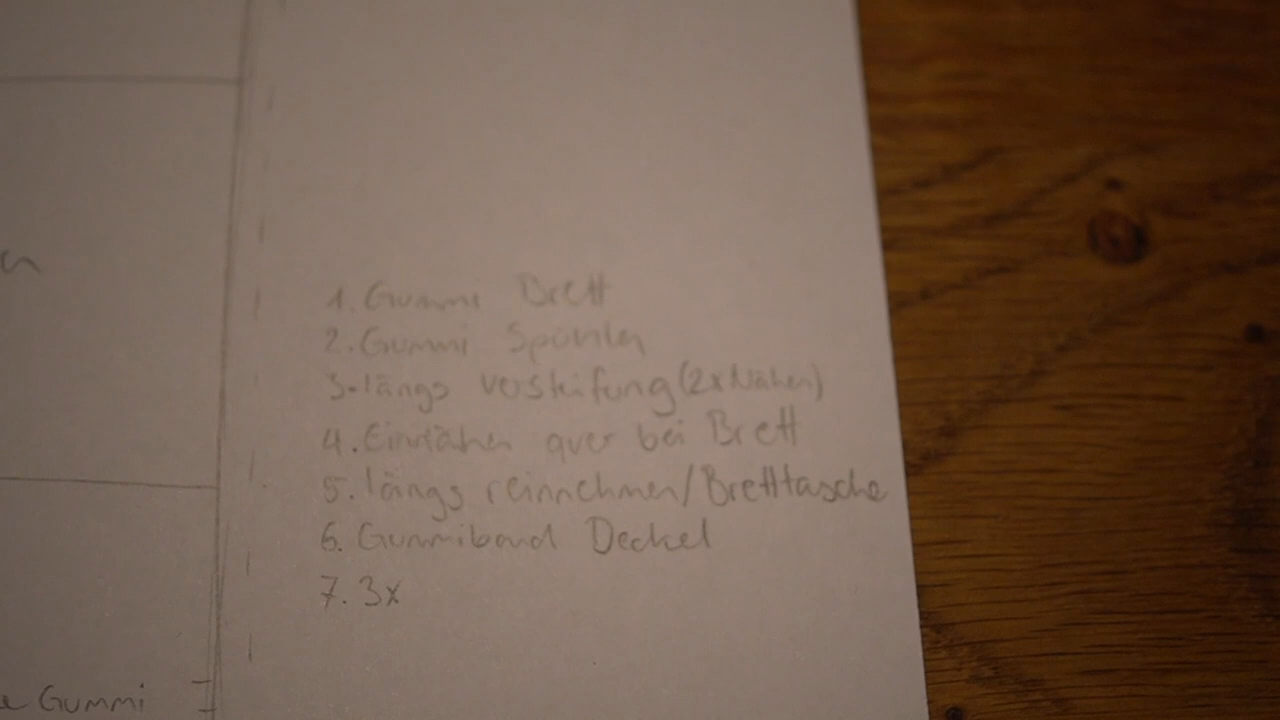 1. Gummi Brett
2. Gummi
3. längs versteifung (2x Nähen)
4. Einnähen quer bei Brett
5. längs reinnehmen/Bretttasche
6. Gummiband Deckel
7. 3x
Gummi